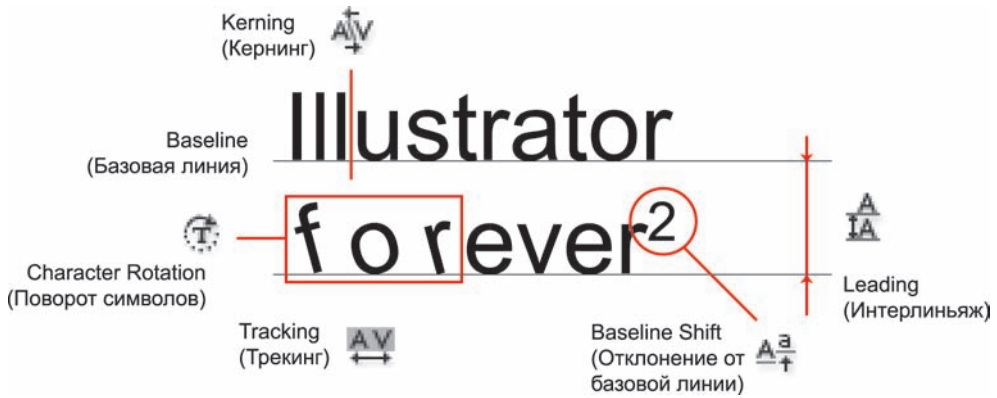 Kerning
(Кернинг)
Illustrator
Baseline
(Базовая линия)
forever2
Character Rotation
(Поворот символов)
Leading
(Интерлиньяж)
Tracking
(Трекинг)
Baseline Shift
(Отклонение от
базовой линии)